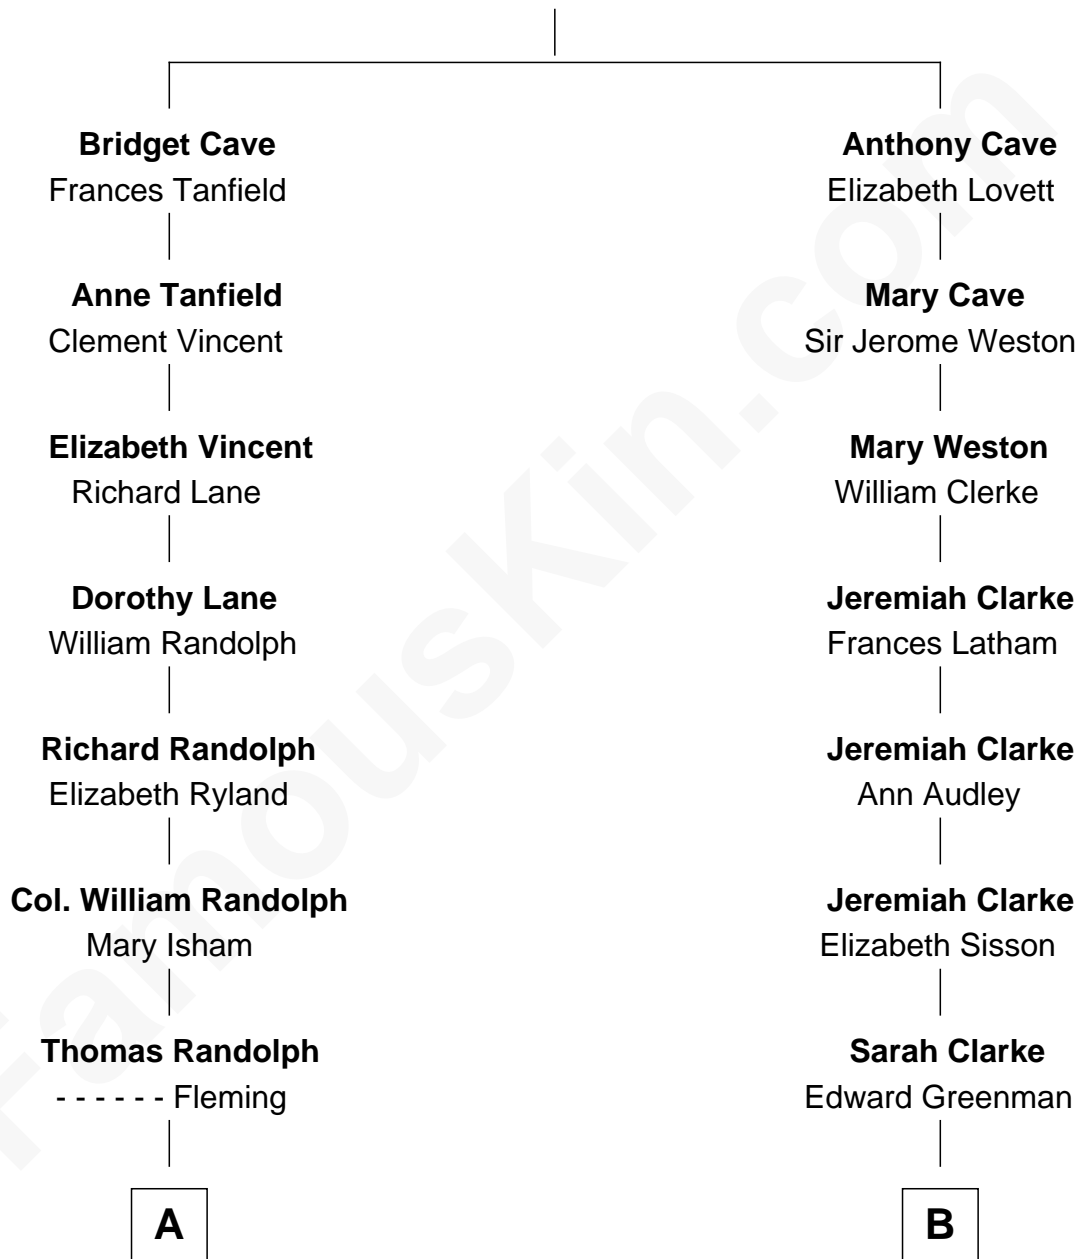 Bridget Cave
Frances Tanfield
Anne Tanfield
Clement Vincent
Elizabeth Vincent
Richard Lane
Dorothy Lane
William Randolph
Richard Randolph
Elizabeth Ryland
Col. William Randolph
Mary Isham
Thomas Randolph
- - - - - - Fleming
A
Anthony Cave
Elizabeth Lovett
Mary Cave
Sir Jerome Weston
Mary Weston
William Clerke
Jeremiah Clarke
Frances Latham
Jeremiah Clarke
Ann Audley
Jeremiah Clarke
Elizabeth Sisson
Sarah Clarke
Edward Greenman
B
FamousKin.com